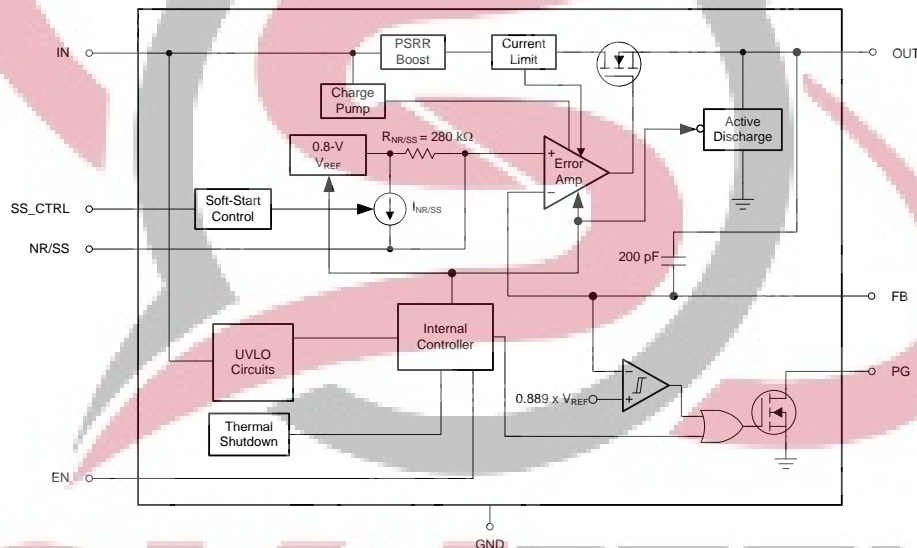 IN
PSRR
Boost
Current
Limit
OUT
Charge
Pump
Active
Discharge
0.8-V
VREF
RNR/SS = 280 kΩ
+
Error
Amp
−
SS_CTRL
Soft-Start
Control
INR/SS
NR/SS
200 pF
FB
Internal
Controller
UVLO
Circuits
PG
−
0.889 x VREF
+
Thermal
Shutdown
EN
GND